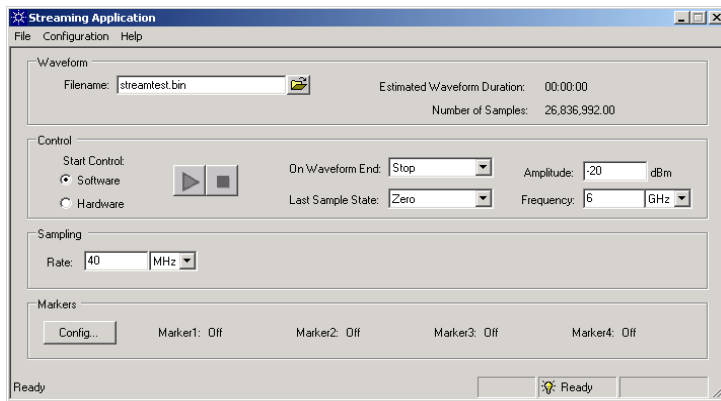 Streaming Application
File Configuration Help
Waveform
Filename: streamtest.bin
Estimated Waveform Duration: 00:00:00
Number of Samples: 26,836,992.00
Control
Start Control:
Software
Hardware
On Waveform End: Stop
Last Sample State: Zero
Amplitude: -20 dBm
Frequency: 6 GHz
Sampling
Rate: 40 MHz
Markers
Config... Marker1: Off Marker2: Off Marker3: Off Marker4: Off
Ready Ready